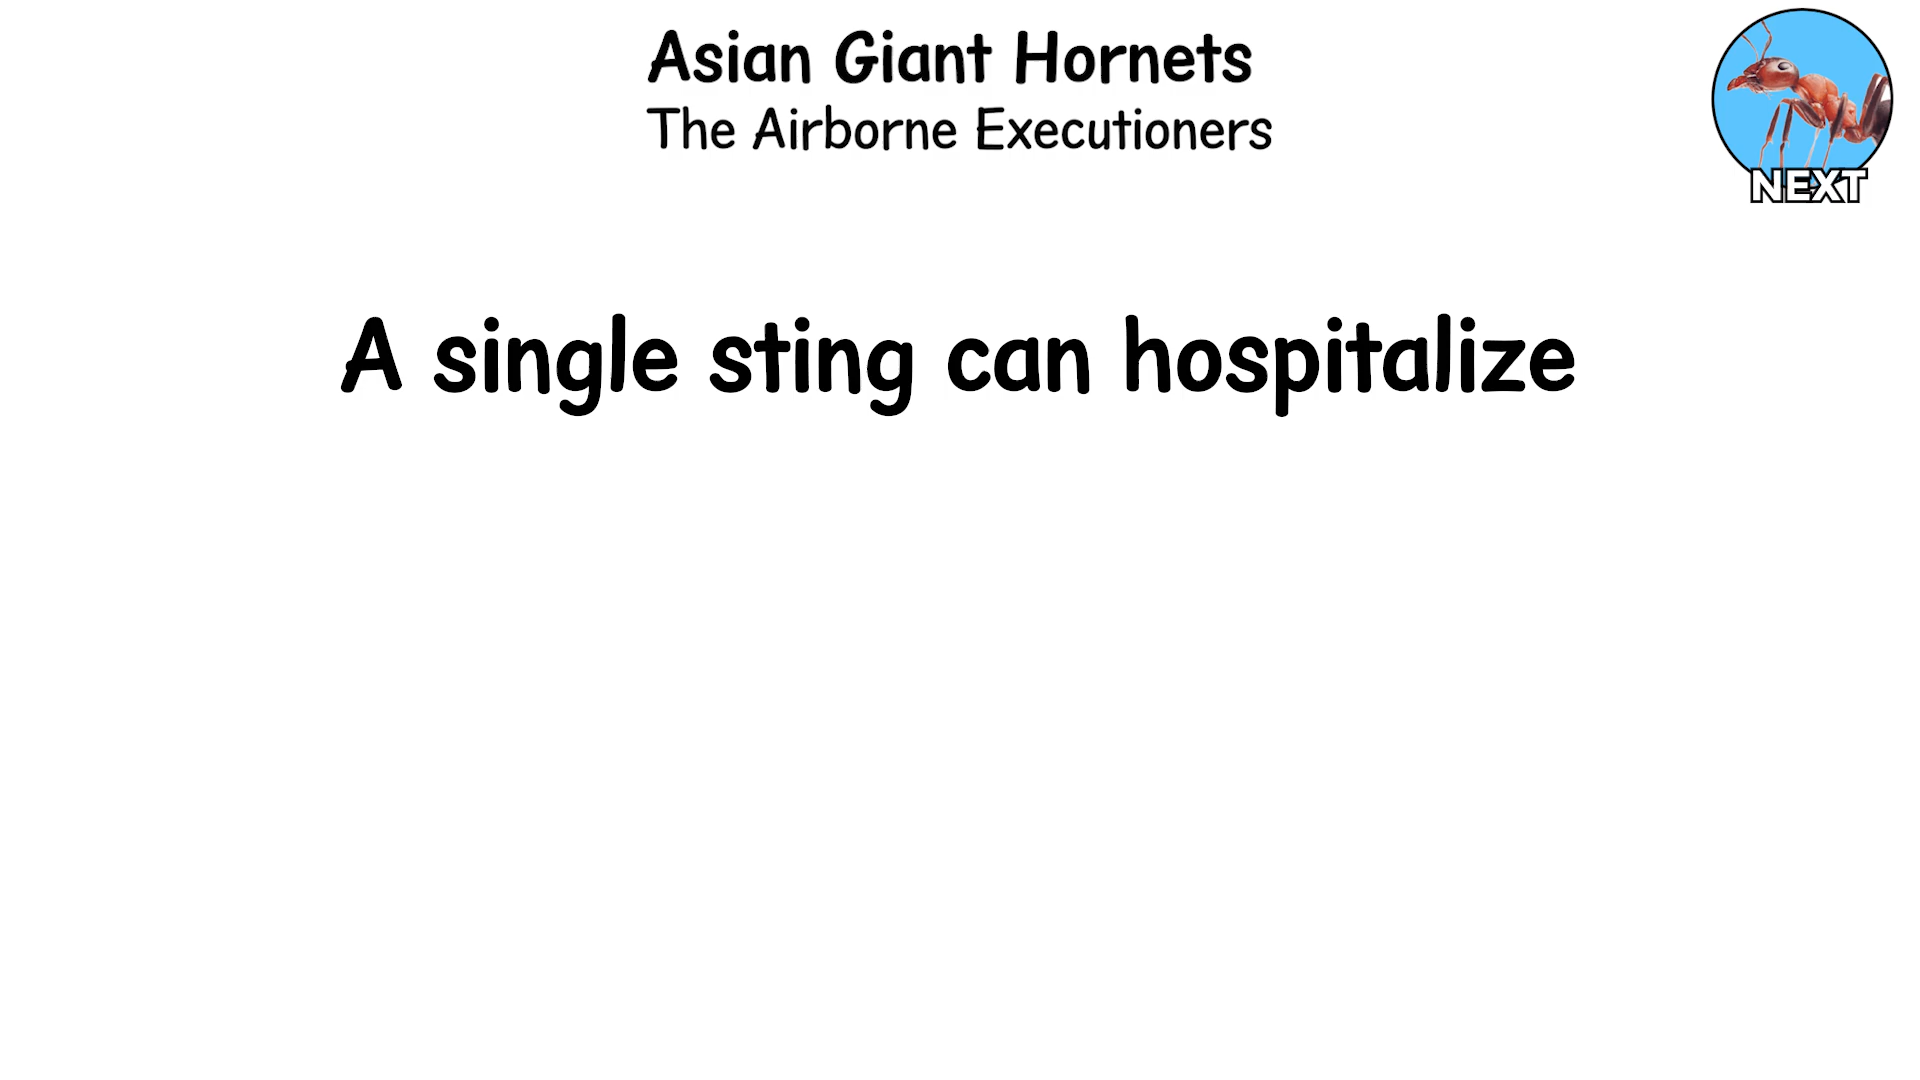 Asian Giant Hornets
The Airborne Executioners
NEXT
A single sting can hospitalize